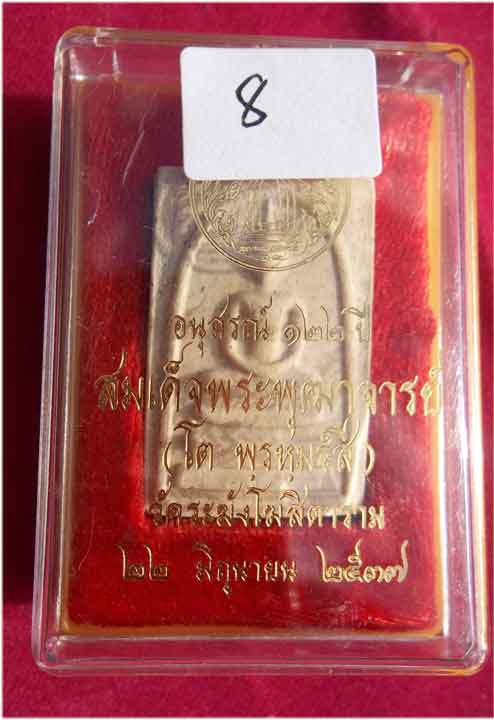 8
อนุสรณ์ ๑๒๒ ปี
สมเด็จพระพุฒาจารย์
(โต พฺรหฺมรํสี)
วัดระฆังโฆสิตาราม
๒๒ มิถุนายน ๒๕๓๗